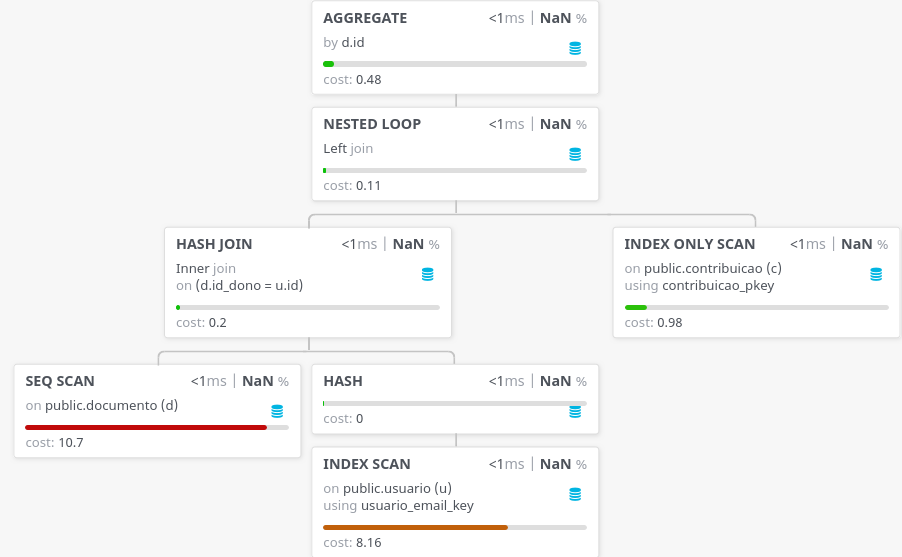 AGGREGATE <1ms | NaN %
by d.id
cost: 0.48
NESTED LOOP <1ms | NaN %
Left join
cost: 0.11
HASH JOIN <1ms | NaN %
Inner join
on (d.id_dono = u.id)
cost: 0.2
INDEX ONLY SCAN <1ms | NaN %
on public.contribuicao (c)
using contribuicao_pkey
cost: 0.98
SEQ SCAN <1ms | NaN %
on public.documento (d)
cost: 10.7
HASH <1ms | NaN %
cost: 0
INDEX SCAN <1ms | NaN %
on public.usuario (u)
using usuario_email_key
cost: 8.16